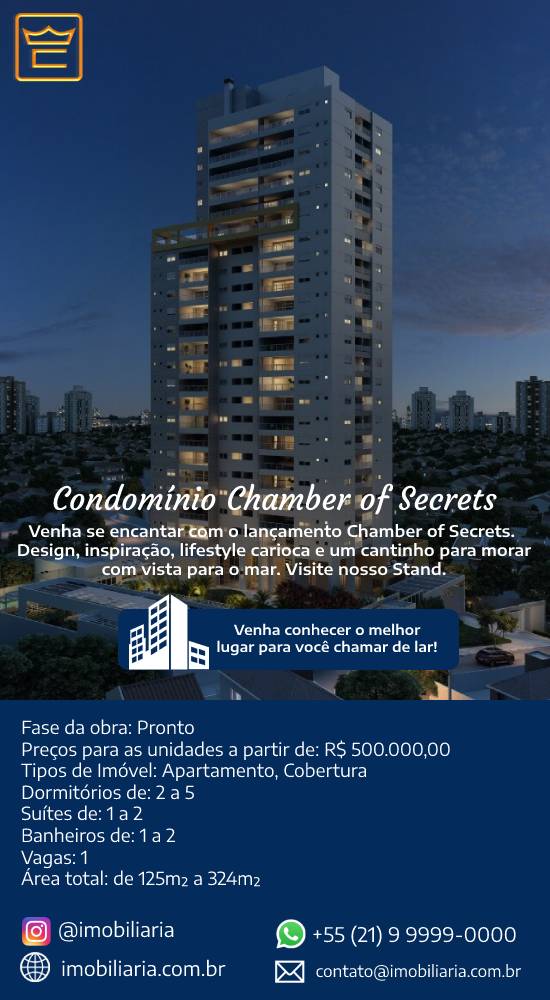 E
Condomínio Chamber of Secrets
Venha se encantar com o lançamento Chamber of Secrets.
Design, inspiração, lifestyle carioca e um cantinho para morar
com vista para o mar. Visite nosso Stand.
Venha conhecer o melhor
lugar para você chamar de lar!
Fase da obra: Pronto
Preços para as unidades a partir de: R$ 500.000,00
Tipos de Imóvel: Apartamento, Cobertura
Dormitórios de: 2 a 5
Suítes de: 1 a 2
Banheiros de: 1 a 2
Vagas: 1
Área total: de 125m₂ a 324m₂
@imobiliaria
+55 (21) 9 9999-0000
imobiliaria.com.br
contato@imobiliaria.com.br